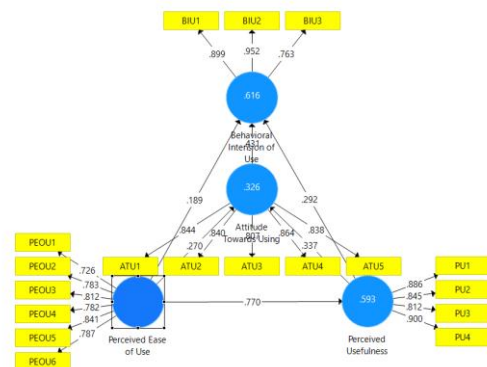 BIU1 BIU2 BIU3
.899 .952 .763
.616
Behavioral
Intension of
Use
.431
.189 .292
.326
Attitude
Towards Using
.844 .270 .840 .807 .864 .337 .838
ATU1 ATU2 ATU3 ATU4 ATU5
PEOU1
PEOU2
PEOU3
PEOU4
PEOU5
PEOU6
.726
.783
.812
.782
.841
.787
Perceived Ease
of Use
.770
.593
Perceived
Usefulness
.886
.845
.812
.900
PU1
PU2
PU3
PU4